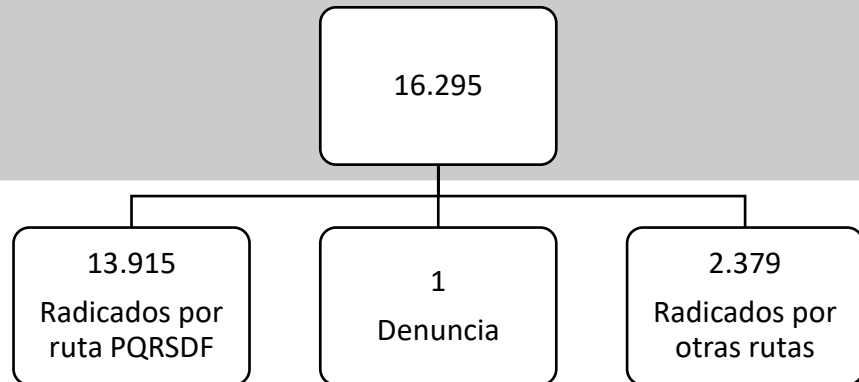 16.295
13.915
Radicados por
ruta PQRSDF
1
Denuncia
2.379
Radicados por
otras rutas